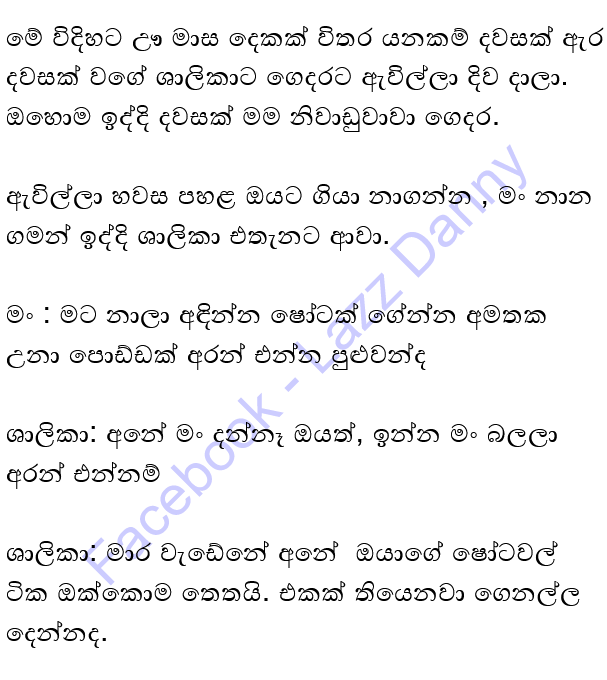 මේ විදිහට ඌ මාස දෙකක් විතර යනකම් දවසක් ඇර
දවසක් වගේ ශාලිකාට ගෙදරට ඇවිල්ලා දිව දාලා.
ඔහොම ඉද්දි දවසක් මම නිවාඩුවාවා ගෙදර.
ඇවිල්ලා හවස පහළ ඔයට ගියා නාගන්න , මං නාන
ගමන් ඉද්දි ශාලිකා එතැනට ආවා.
මං : මට නාලා අඳින්න ෂෝටක් ගේන්න අමතක
උනා පොඩ්ඩක් අරන් එන්න පුළුවන්ද
ශාලිකා: අනේ මං දන්නෑ ඔයත්, ඉන්න මං බලලා
අරන් එන්නම්
ශාලිකා: මාර වැඩේනේ අනේ  ඔයාගේ ෂෝටවල්
ටික ඔක්කොම තෙතයි. එකක් තියෙනවා ගෙනල්ල
දෙන්නද.
Facebook - Lazz Danny